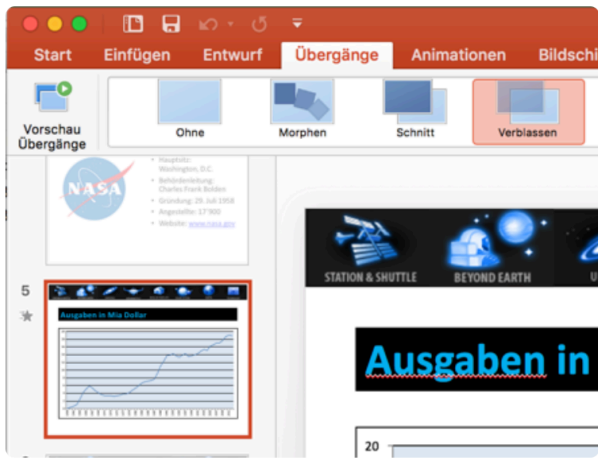 Start Einfügen Entwurf Übergänge Animationen Bildschi
Vorschau
Übergänge
Ohne Morphen Schnitt Verblassen
NASA
• Hauptsitz:
Washington, D.C.
• Behördenleitung:
Charles Frank Bolden
• Gründung: 29. Juli 1958
• Angestellte: 17'900
• Website: www.nasa.gov
5
Ausgaben in Mia Dollar
STATION & SHUTTLE BEYOND EARTH U
Ausgaben in
20